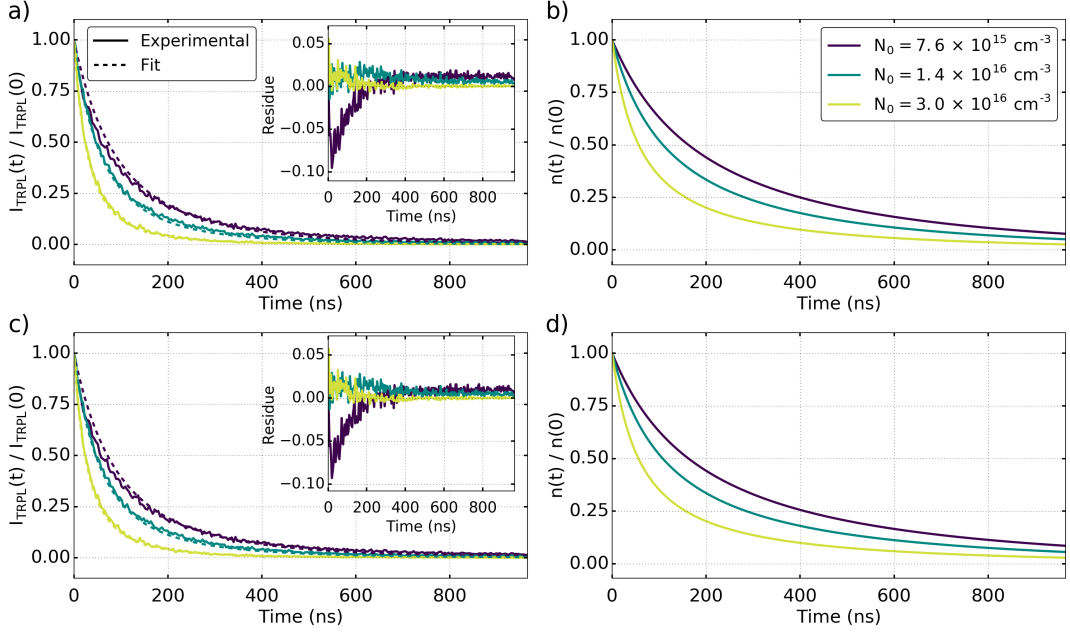 a)
I_TRPL(t) / I_TRPL(0)
1.00
0.75
0.50
0.25
0.00
Experimental
Fit
Residue
0.05
0.00
−0.05
−0.10
0 200 400 600 800
Time (ns)
0 200 400 600 800
Time (ns)
b)
n(t) / n(0)
1.00
0.75
0.50
0.25
0.00
N₀ = 7.6 × 10¹⁵ cm⁻³
N₀ = 1.4 × 10¹⁶ cm⁻³
N₀ = 3.0 × 10¹⁶ cm⁻³
0 200 400 600 800
Time (ns)
c)
I_TRPL(t) / I_TRPL(0)
1.00
0.75
0.50
0.25
0.00
Residue
0.05
0.00
−0.05
−0.10
0 200 400 600 800
Time (ns)
0 200 400 600 800
Time (ns)
d)
n(t) / n(0)
1.00
0.75
0.50
0.25
0.00
0 200 400 600 800
Time (ns)